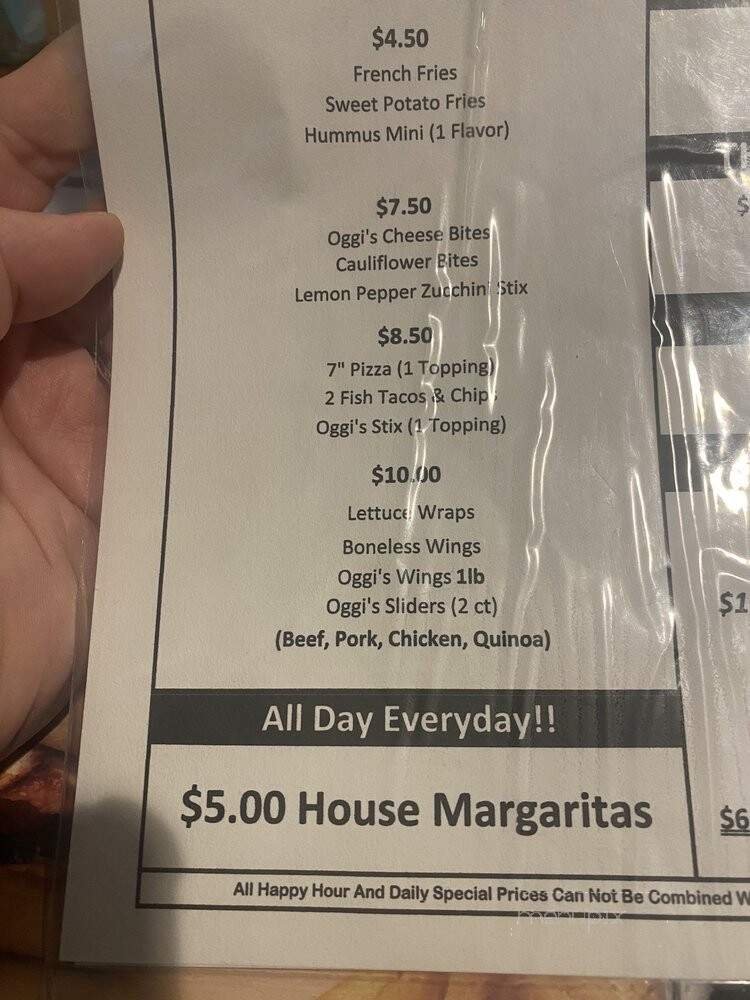 $4.50
French Fries
Sweet Potato Fries
Hummus Mini (1 Flavor)
$7.50
Oggi's Cheese Bites
Cauliflower Bites
Lemon Pepper Zucchini Stix
$8.50
7" Pizza (1 Topping)
2 Fish Tacos & Chip
Oggi's Stix (1 Topping)
$10.00
Lettuce Wraps
Boneless Wings
Oggi's Wings 1lb
Oggi's Sliders (2 ct)
(Beef, Pork, Chicken, Quinoa)
All Day Everyday!!
$5.00 House Margaritas
All Happy Hour And Daily Special Prices Can Not Be Combined W
$
$1
$6